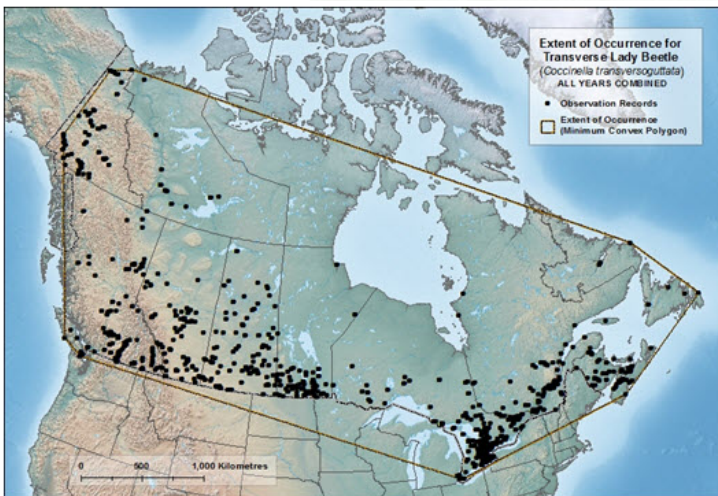 Extent of Occurrence for
Transverse Lady Beetle
(Coccinella transversoguttata)
ALL YEARS COMBINED
Observation Records
Extent of Occurrence
(Minimum Convex Polygon)
0 500 1,000 Kilometres